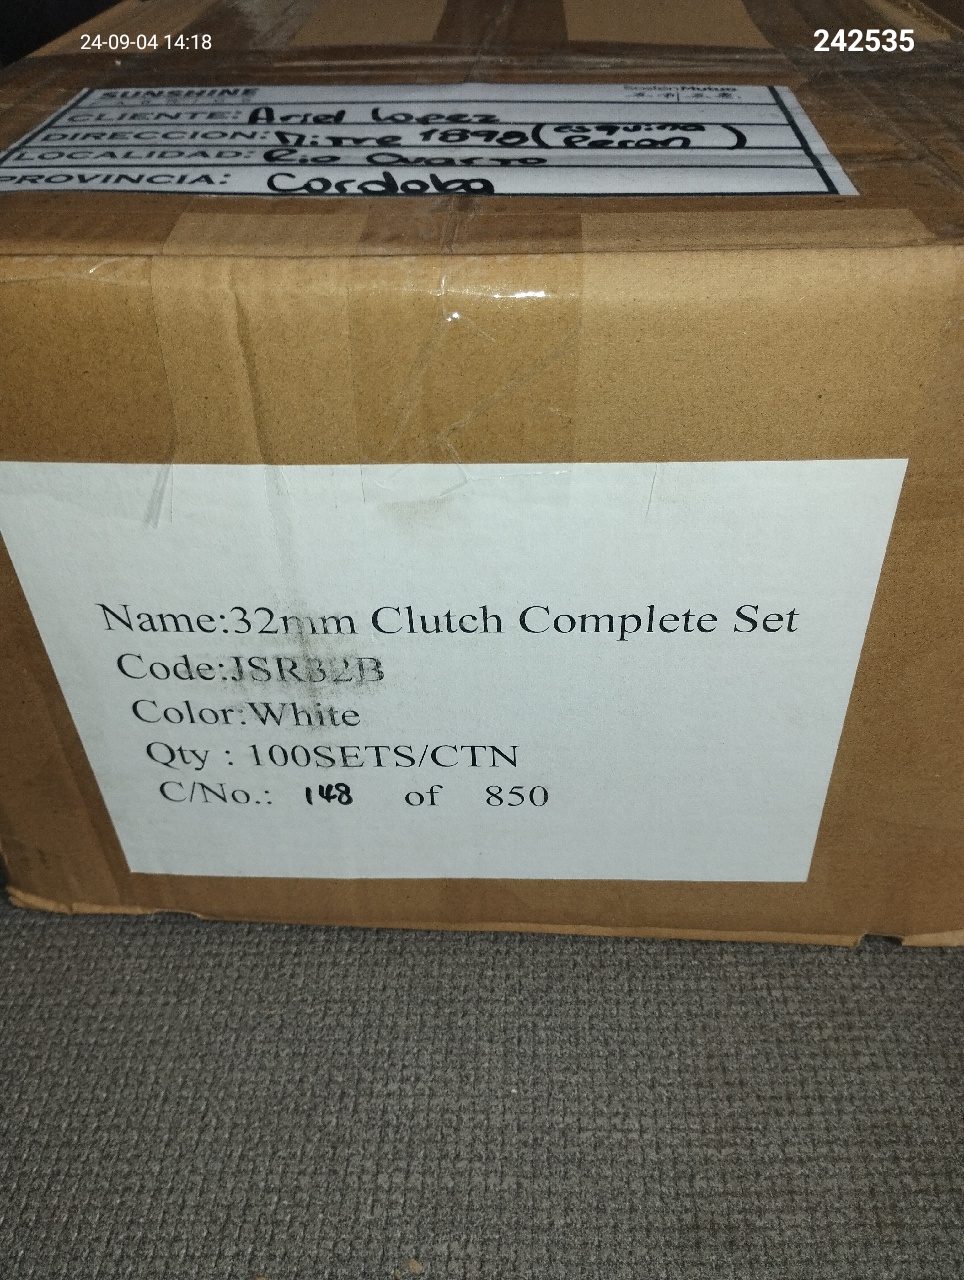 24-09-04 14:18
242535
SUNSHINE
CLIENTE: Ariel Lopez
DIRECCION: Mitre 1890 (esquina Peron)
LOCALIDAD: Rio Cuarto
PROVINCIA: Cordoba
Name:32mm Clutch Complete Set
Code:JSR32B
Color:White
Qty : 100SETS/CTN
C/No.: 148 of 850